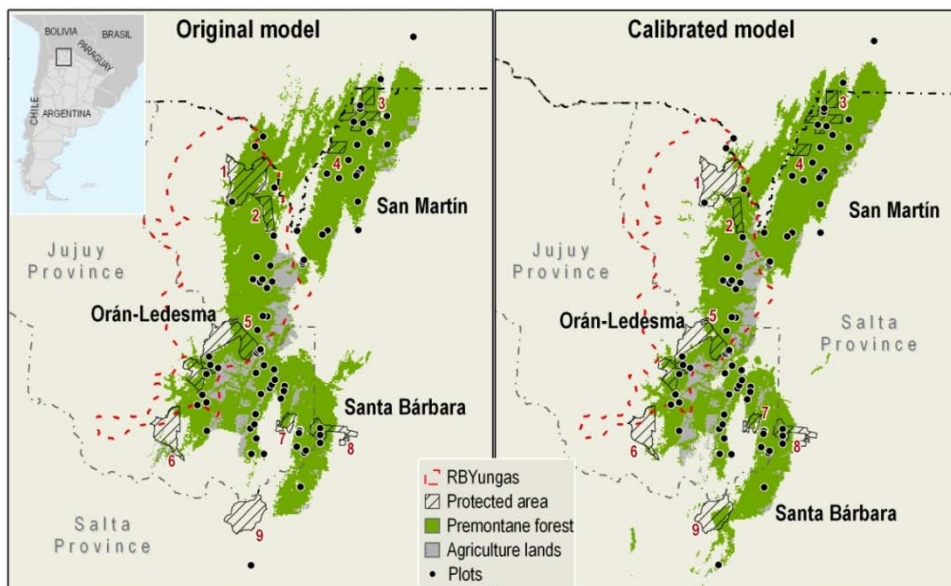 BOLIVIA
BRASIL
PARAGUAY
CHILE
ARGENTINA
Original model
3
1
4
2
San Martín
Jujuy
Province
Orán-Ledesma
5
Santa Bárbara
7
8
6
Salta
Province
9
Calibrated model
3
1
4
2
San Martín
Jujuy
Province
Orán-Ledesma
5
Salta
Province
7
8
6
Santa Bárbara
9
RBYungas
Protected area
Premontane forest
Agriculture lands
Plots